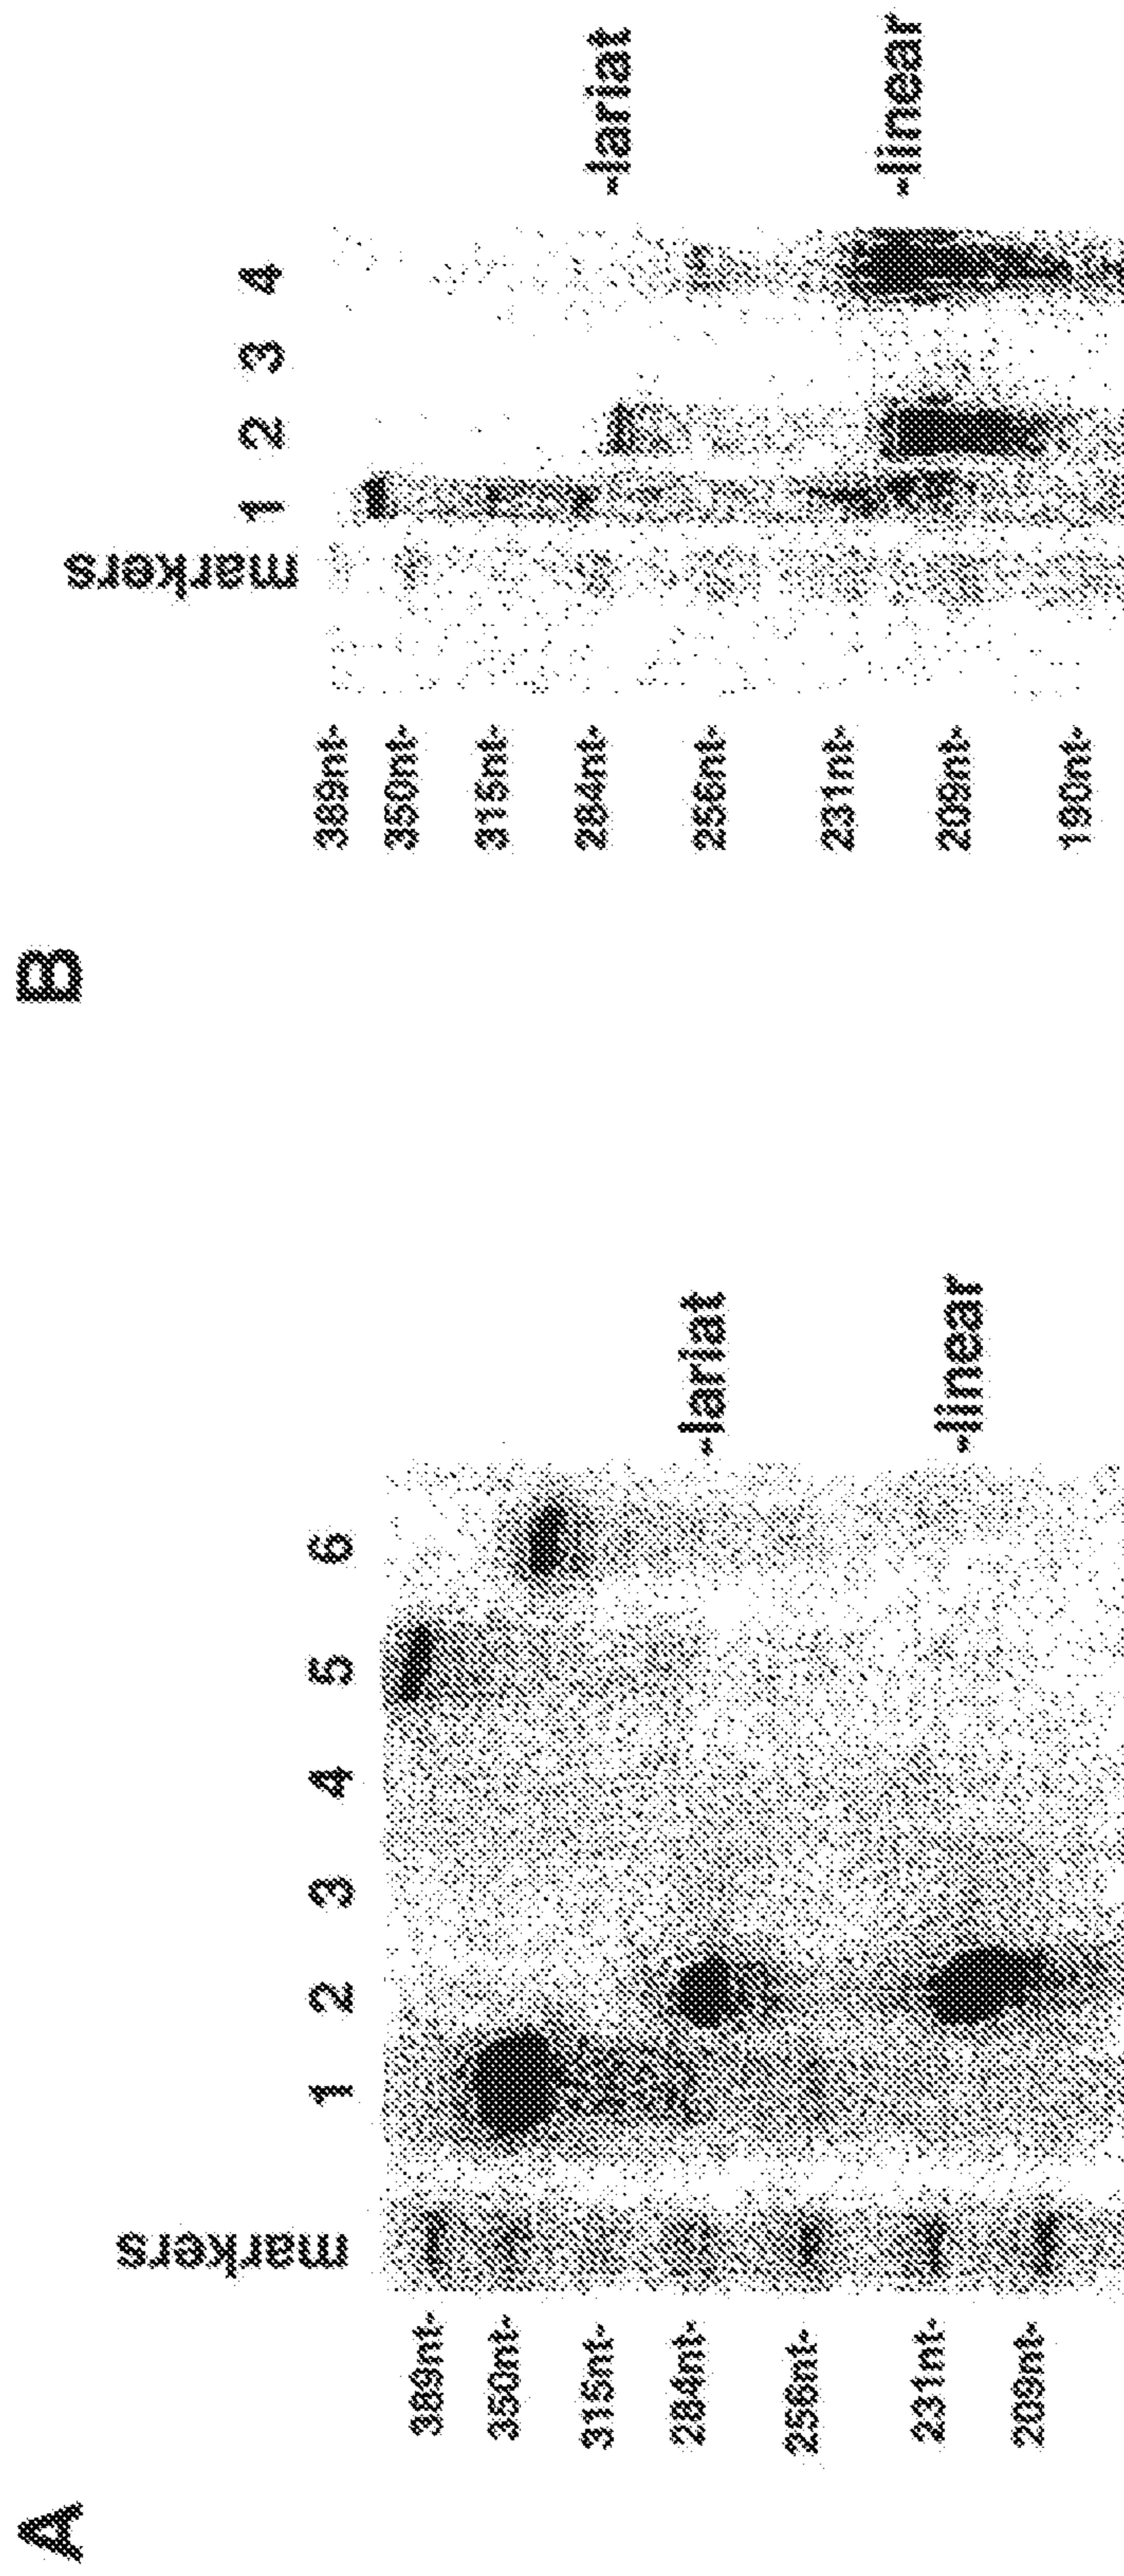 A
markers 1 2 3 4 5 6
389nt-
350nt-
315nt-
284nt-
256nt-
231nt-
209nt-
-lariat
-linear
B
markers 1 2 3 4
389nt-
350nt-
315nt-
284nt-
256nt-
231nt-
209nt-
190nt-
-lariat
-linear